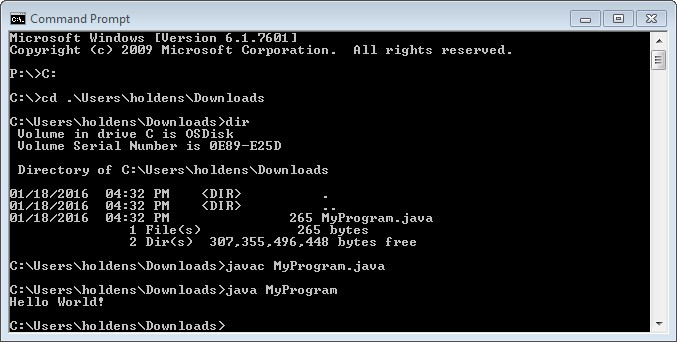 Command Prompt
Microsoft Windows [Version 6.1.7601]
Copyright (c) 2009 Microsoft Corporation.  All rights reserved.
P:\>C:
C:\>cd .\Users\holdens\Downloads
C:\Users\holdens\Downloads>dir
 Volume in drive C is OSDisk
 Volume Serial Number is 0E89-E25D
 Directory of C:\Users\holdens\Downloads
01/18/2016  04:32 PM    <DIR>          .
01/18/2016  04:32 PM    <DIR>          ..
01/18/2016  04:32 PM               265 MyProgram.java
               1 File(s)            265 bytes
               2 Dir(s)  307,355,496,448 bytes free
C:\Users\holdens\Downloads>javac MyProgram.java
C:\Users\holdens\Downloads>java MyProgram
Hello World!
C:\Users\holdens\Downloads>